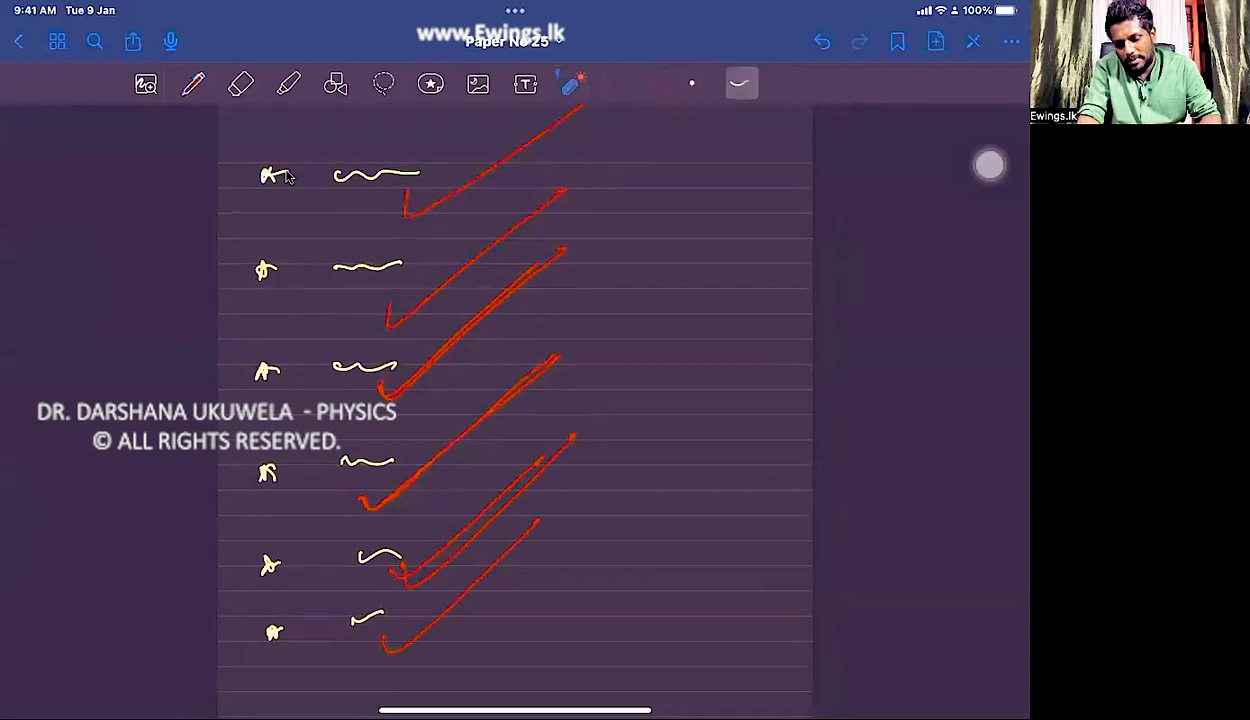 9:41 AM Tue 9 Jan
100%
www.Ewings.lk
Paper No 25
Ewings.lk
DR. DARSHANA UKUWELA - PHYSICS
© ALL RIGHTS RESERVED.